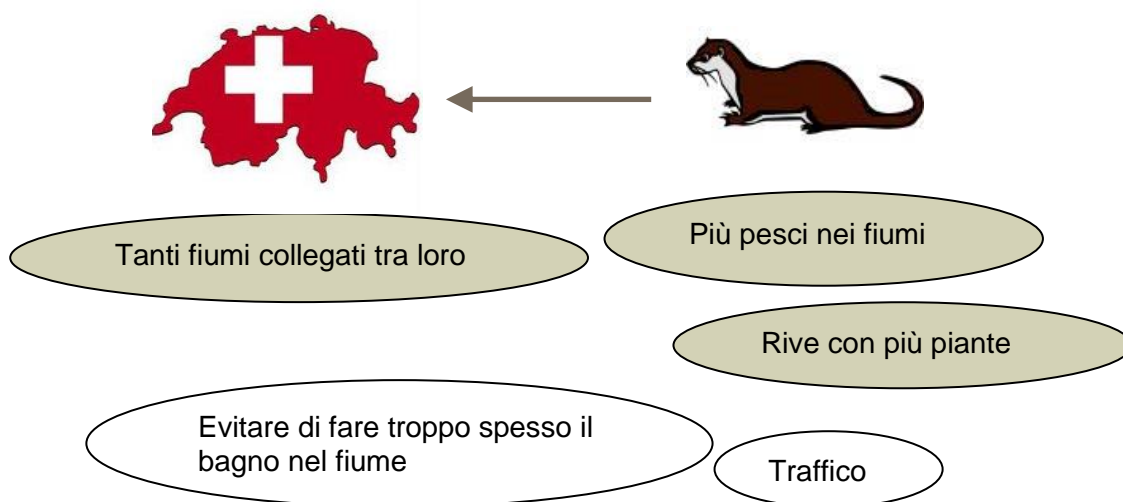 Tanti fiumi collegati tra loro
Più pesci nei fiumi
Rive con più piante
Evitare di fare troppo spesso il
bagno nel fiume
Traffico